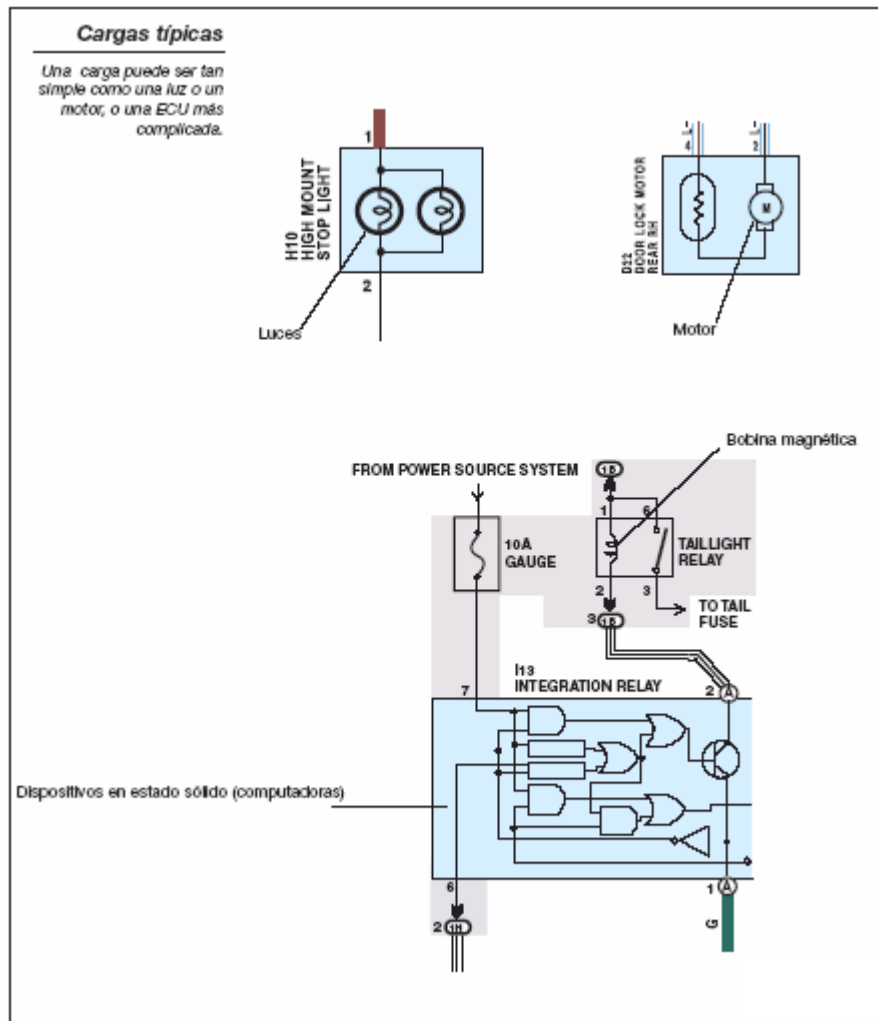 Cargas típicas
Una carga puede ser tan
simple como una luz o un
motor, o una ECU más
complicada.
1
H10
HIGH MOUNT
STOP LIGHT
2
Luces
4
2
L
L
M
D22
DOOR LOCK MOTOR
REAR RH
Motor
Bobina magnética
FROM POWER SOURCE SYSTEM
1B
1
6
10A
GAUGE
TAILLIGHT
RELAY
2
3
TO TAIL
FUSE
3
1B
I13
INTEGRATION RELAY
7
2
A
Dispositivos en estado sólido (computadoras)
6
1
A
2
1H
G